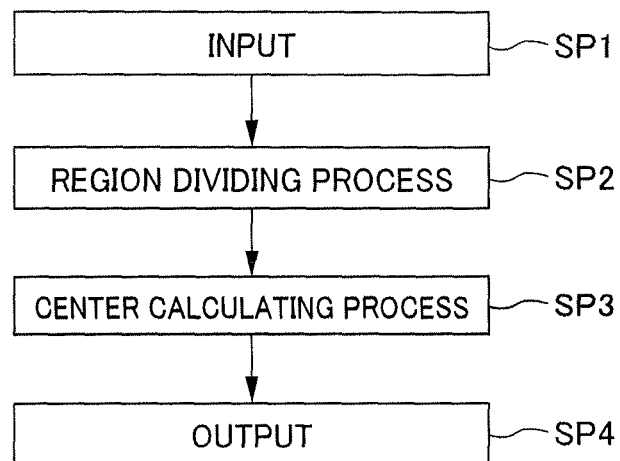 INPUT SP1
REGION DIVIDING PROCESS SP2
CENTER CALCULATING PROCESS SP3
OUTPUT SP4